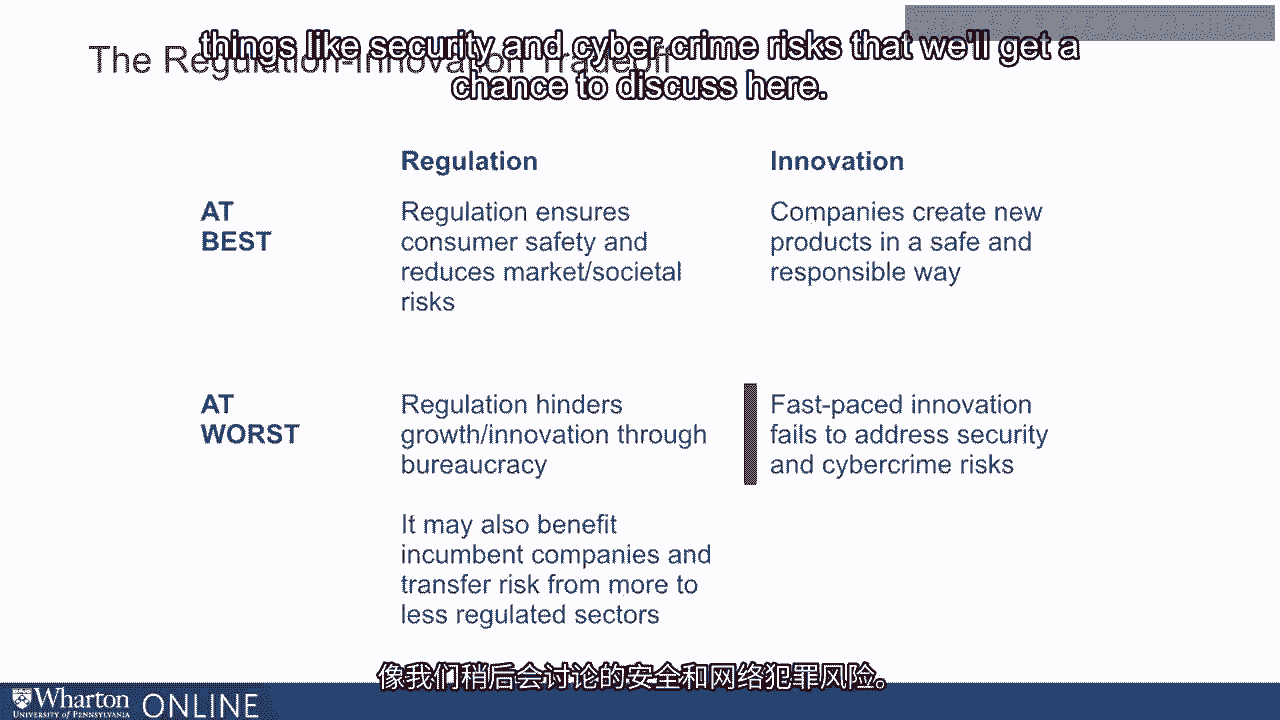 things like security and cyber crime risks that we'll get a
The Regulation-Innovation Tradeoff
chance to discuss here.
Regulation
Innovation
AT
BEST
Regulation ensures
consumer safety and
reduces market/societal
risks
Companies create new
products in a safe and
responsible way
AT
WORST
Regulation hinders
growth/innovation through
bureaucracy
It may also benefit
incumbent companies and
transfer risk from more to
less regulated sectors
Fast-paced innovation
fails to address security
and cybercrime risks
像我们稍后会讨论的安全和网络犯罪风险。
Wharton
UNIVERSITY of PENNSYLVANIA
ONLINE